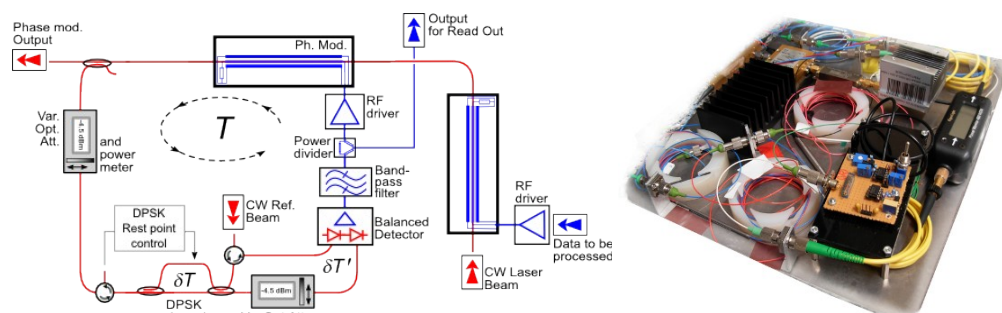 Phase mod.
Output
Ph. Mod.
Output
for Read Out
Var.
Opt.
Att.
-4.5 dBm
and
power
meter
T
RF
driver
Power
divider
Band-
pass
filter
CW Ref.
Beam
Balanced
Detector
DPSK
Rest point
control
δT
δT'
-4.5 dBm
DPSK
RF
driver
Data to be
processed
CW Laser
Beam